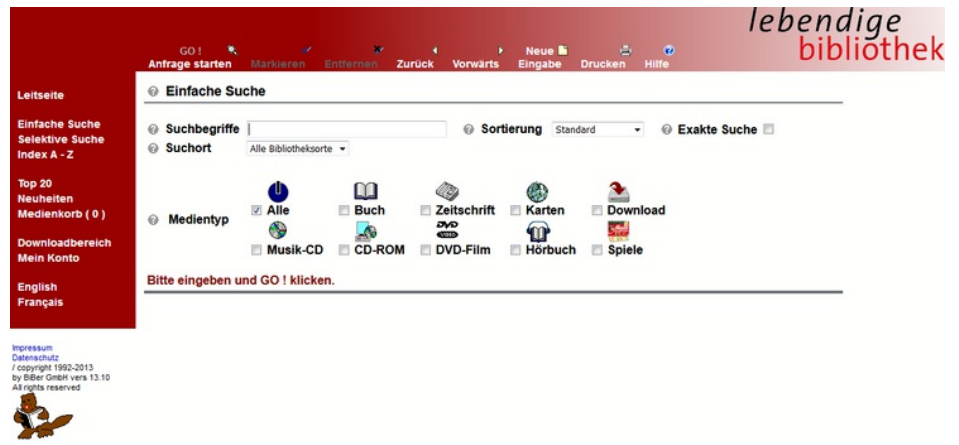 lebendige
bibliothek
GO ! Neue
Anfrage starten Markieren Entfernen Zurück Vorwärts Eingabe Drucken Hilfe
Leitseite
Einfache Suche
Selektive Suche
Index A - Z
Top 20
Neuheiten
Medienkorb ( 0 )
Downloadbereich
Mein Konto
English
Français
Einfache Suche
Suchbegriffe Sortierung Standard Exakte Suche
Suchort Alle Bibliotheksorte
Medientyp
Alle Buch Zeitschrift Karten Download
DVD
VIDEO
Musik-CD CD-ROM DVD-Film Hörbuch Spiele
Bitte eingeben und GO ! klicken.
Impressum
Datenschutz
/ copyright 1992-2013
by BiBer GmbH vers 13.10
All rights reserved